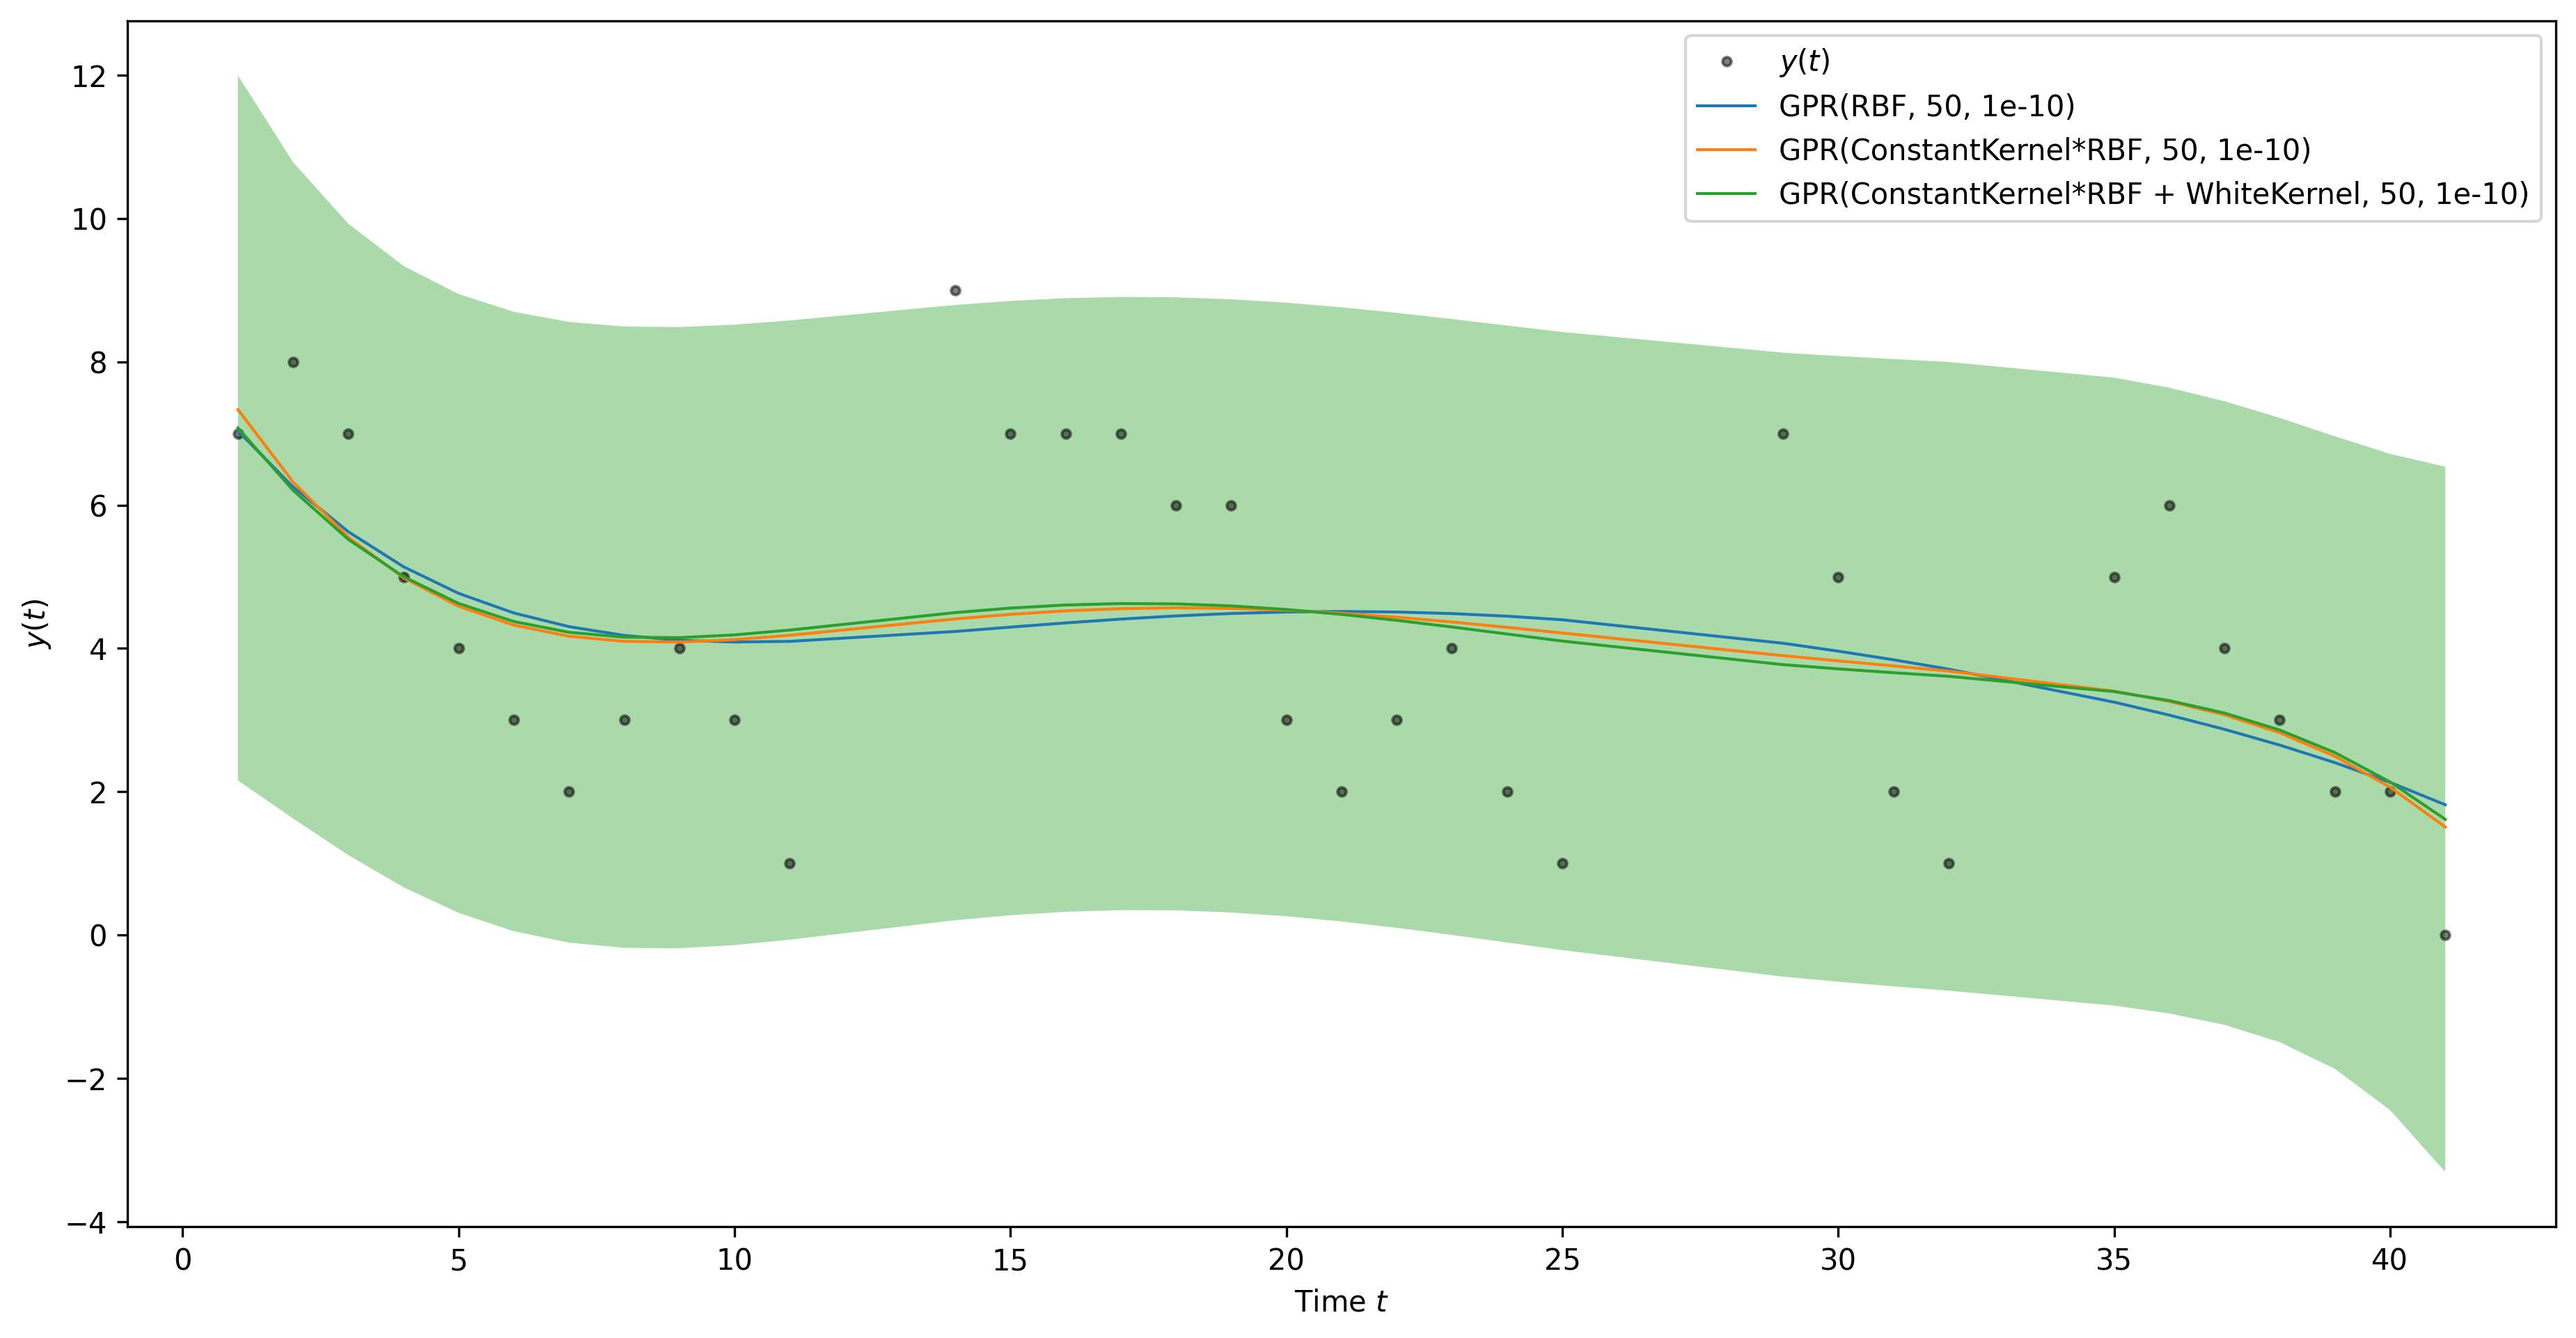 y(t)
GPR(RBF, 50, 1e-10)
GPR(ConstantKernel*RBF, 50, 1e-10)
GPR(ConstantKernel*RBF + WhiteKernel, 50, 1e-10)
12
10
8
6
4
2
0
−2
−4
y(t)
0 5 10 15 20 25 30 35 40
Time t